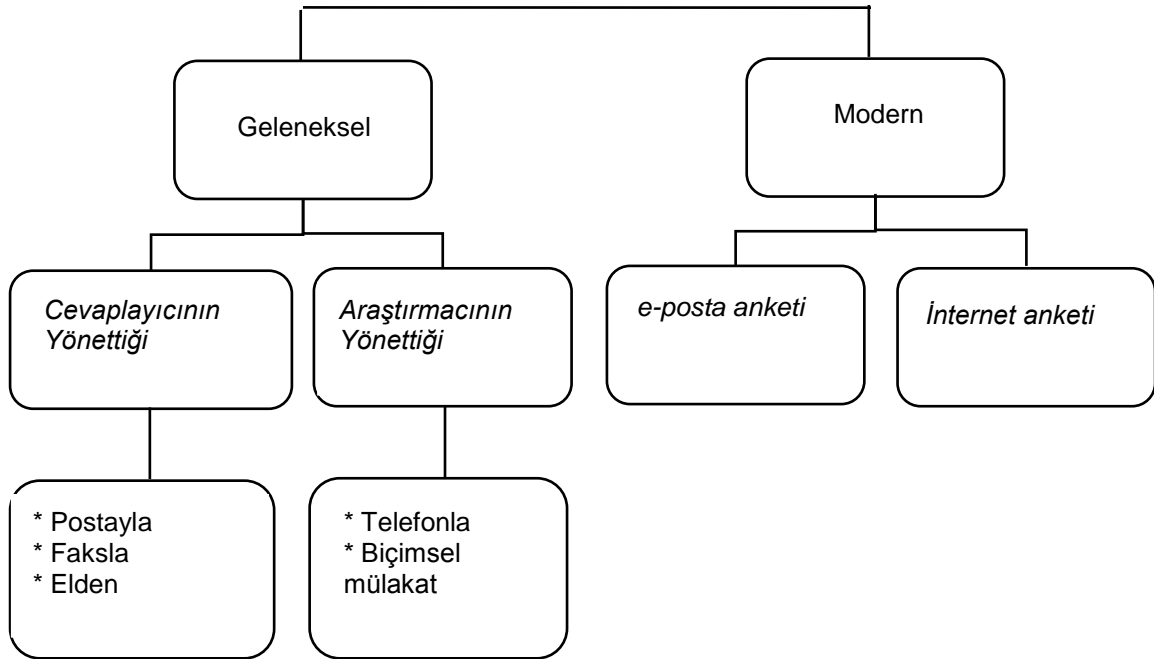 Geleneksel
Modern
Cevaplayıcının
Yönettiği
Araştırmacının
Yönettiği
e-posta anketi
İnternet anketi
* Postayla
* Faksla
* Elden
* Telefonla
* Biçimsel
mülakat